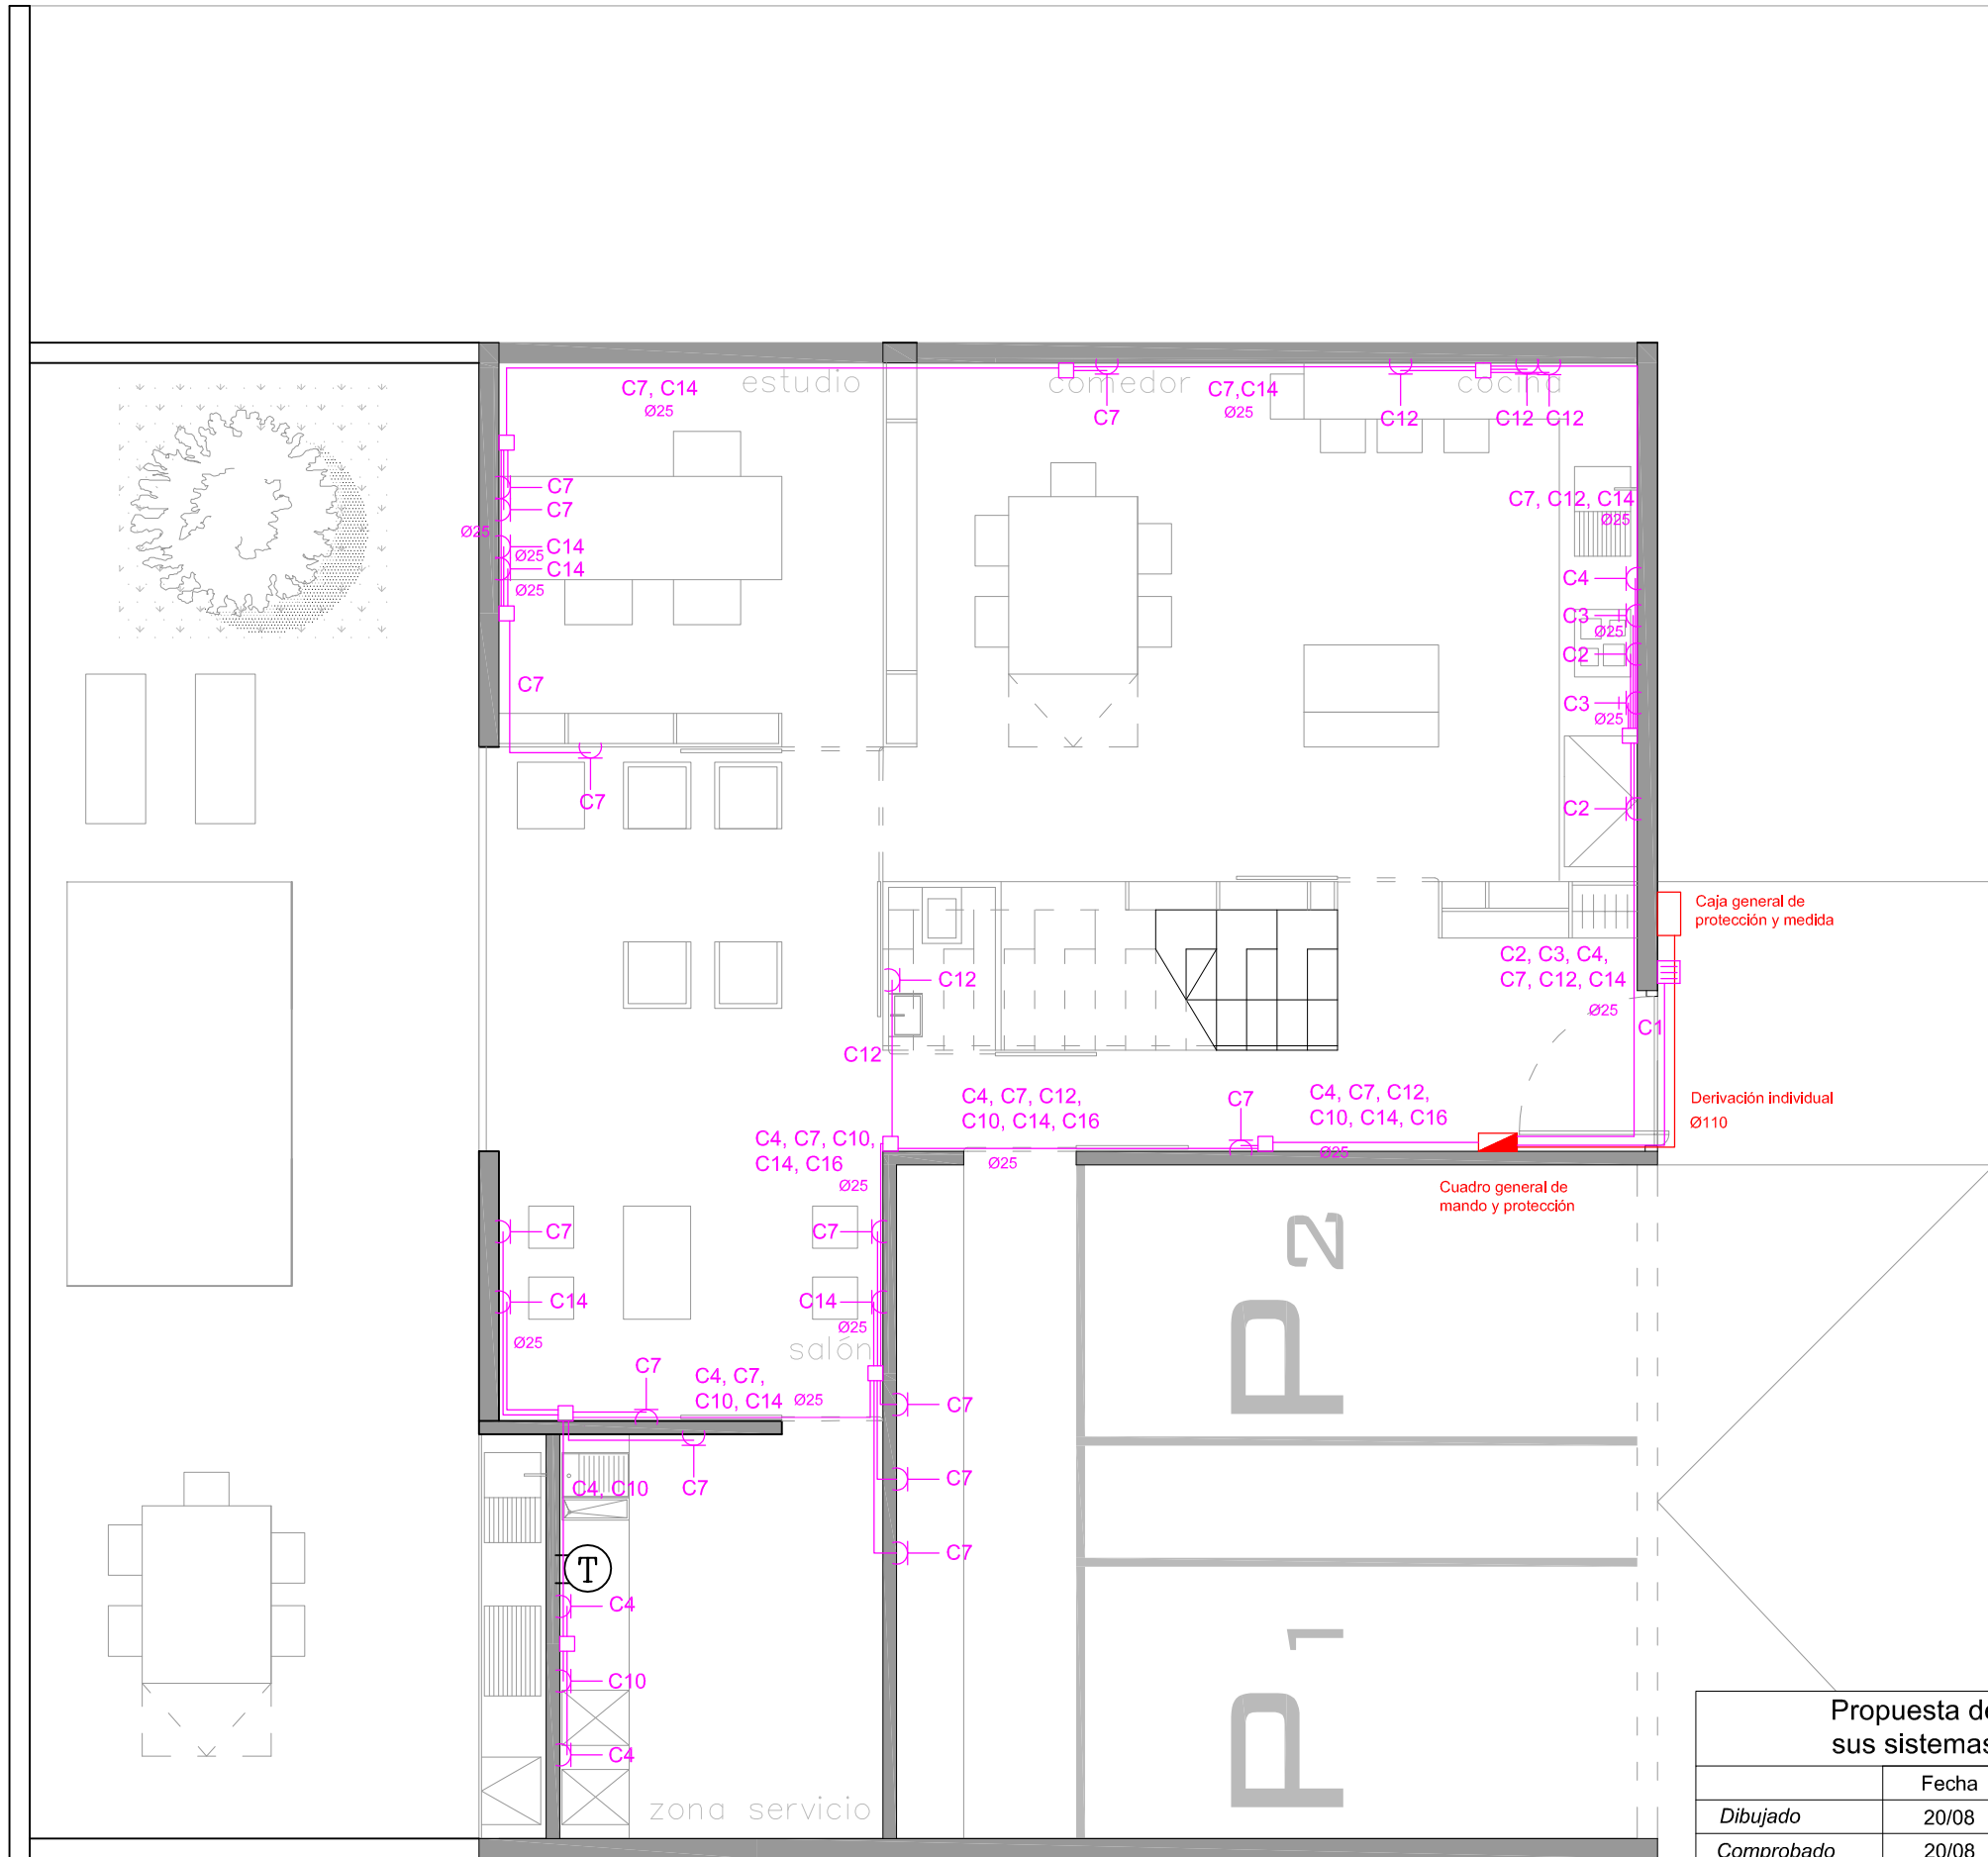 estudio
comedor
cocina
C7, C14
Ø25
C7
C7,C14
Ø25
C12
C12
C12
C7
C7
Ø25
C14
Ø25
C14
Ø25
C7, C12, C14
Ø25
C4
C3
Ø25
C2
C3
Ø25
C7
C7
C2
Caja general de
protección y medida
C12
C2, C3, C4,
C7, C12, C14
Ø25
C1
C12
C4, C7, C12,
C10, C14, C16
Ø25
C7
C4, C7, C12,
C10, C14, C16
Ø25
Derivación individual
Ø110
C4, C7, C10,
C14, C16
Ø25
Cuadro general de
mando y protección
C7
C7
C14
C14
Ø25
Ø25
salón
C7
C4, C7,
C10, C14
Ø25
C7
C4, C10
C7
C7
C7
T
C4
C10
C4
zona servicio
P 2
P 1
Propuesta de
sus sistemas
Fecha
Dibujado
20/08
Comprobado
20/08